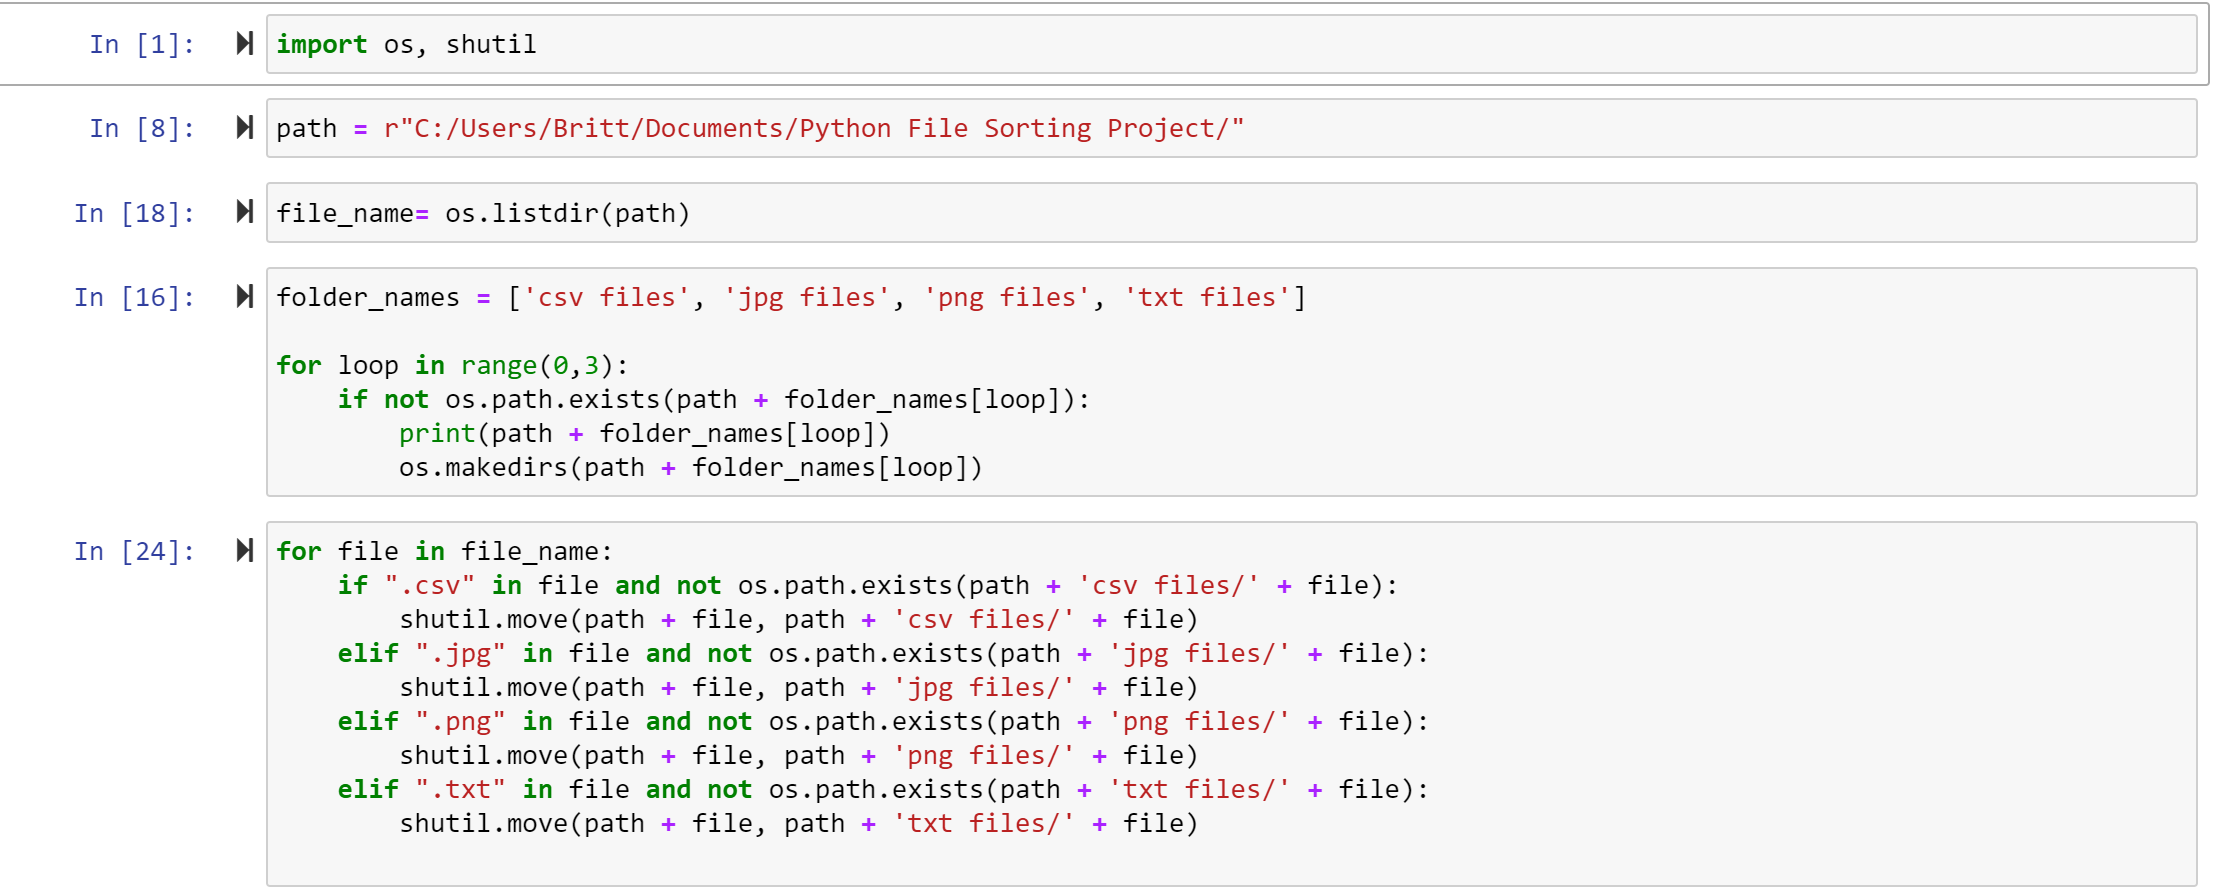 In [1]: import os, shutil
In [8]: path = r"C:/Users/Britt/Documents/Python File Sorting Project/"
In [18]: file_name= os.listdir(path)
In [16]: folder_names = ['csv files', 'jpg files', 'png files', 'txt files']
for loop in range(0,3):
    if not os.path.exists(path + folder_names[loop]):
        print(path + folder_names[loop])
        os.makedirs(path + folder_names[loop])
In [24]: for file in file_name:
    if ".csv" in file and not os.path.exists(path + 'csv files/' + file):
        shutil.move(path + file, path + 'csv files/' + file)
    elif ".jpg" in file and not os.path.exists(path + 'jpg files/' + file):
        shutil.move(path + file, path + 'jpg files/' + file)
    elif ".png" in file and not os.path.exists(path + 'png files/' + file):
        shutil.move(path + file, path + 'png files/' + file)
    elif ".txt" in file and not os.path.exists(path + 'txt files/' + file):
        shutil.move(path + file, path + 'txt files/' + file)